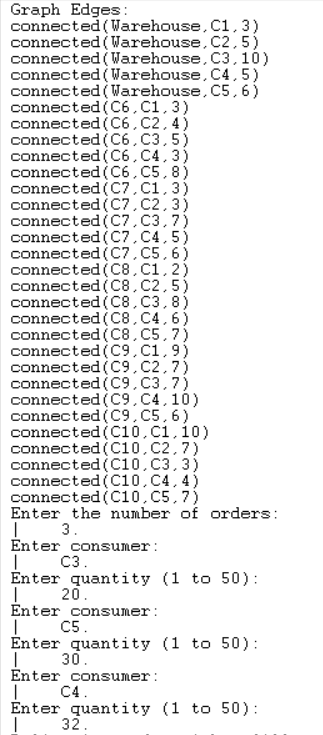 Graph Edges:
connected(Warehouse,C1,3)
connected(Warehouse,C2,5)
connected(Warehouse,C3,10)
connected(Warehouse,C4,5)
connected(Warehouse,C5,6)
connected(C6,C1,3)
connected(C6,C2,4)
connected(C6,C3,5)
connected(C6,C4,3)
connected(C6,C5,8)
connected(C7,C1,3)
connected(C7,C2,3)
connected(C7,C3,7)
connected(C7,C4,5)
connected(C7,C5,6)
connected(C8,C1,2)
connected(C8,C2,5)
connected(C8,C3,8)
connected(C8,C4,6)
connected(C8,C5,7)
connected(C9,C1,9)
connected(C9,C2,7)
connected(C9,C3,7)
connected(C9,C4,10)
connected(C9,C5,6)
connected(C10,C1,10)
connected(C10,C2,7)
connected(C10,C3,3)
connected(C10,C4,4)
connected(C10,C5,7)
Enter the number of orders:
|    3.
Enter consumer:
|    C3.
Enter quantity (1 to 50):
|    20.
Enter consumer:
|    C5.
Enter quantity (1 to 50):
|    30.
Enter consumer:
|    C4.
Enter quantity (1 to 50):
|    32.